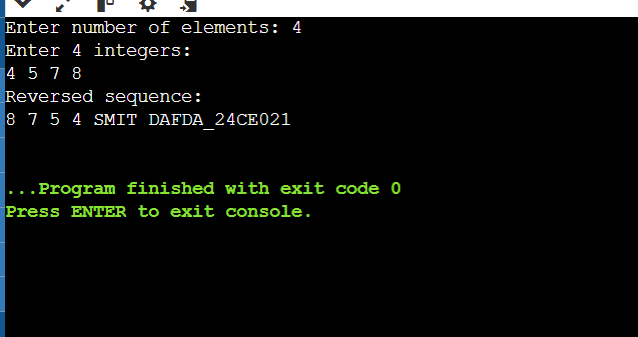 Enter number of elements: 4
Enter 4 integers:
4 5 7 8
Reversed sequence:
8 7 5 4 SMIT DAFDA_24CE021
...Program finished with exit code 0
Press ENTER to exit console.